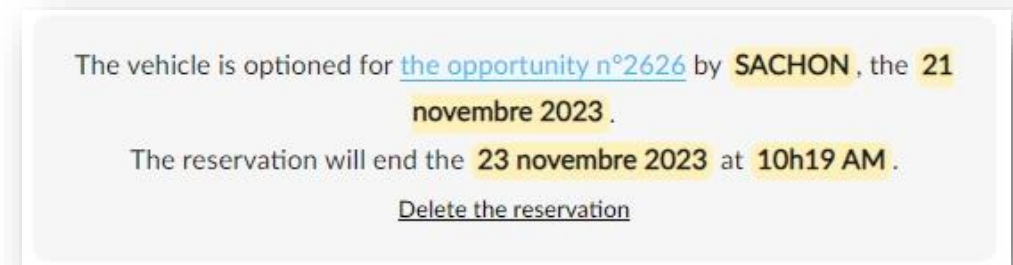 The vehicle is optioned for the opportunity n°2626 by SACHON, the 21
novembre 2023.
The reservation will end the 23 novembre 2023 at 10h19 AM.
Delete the reservation